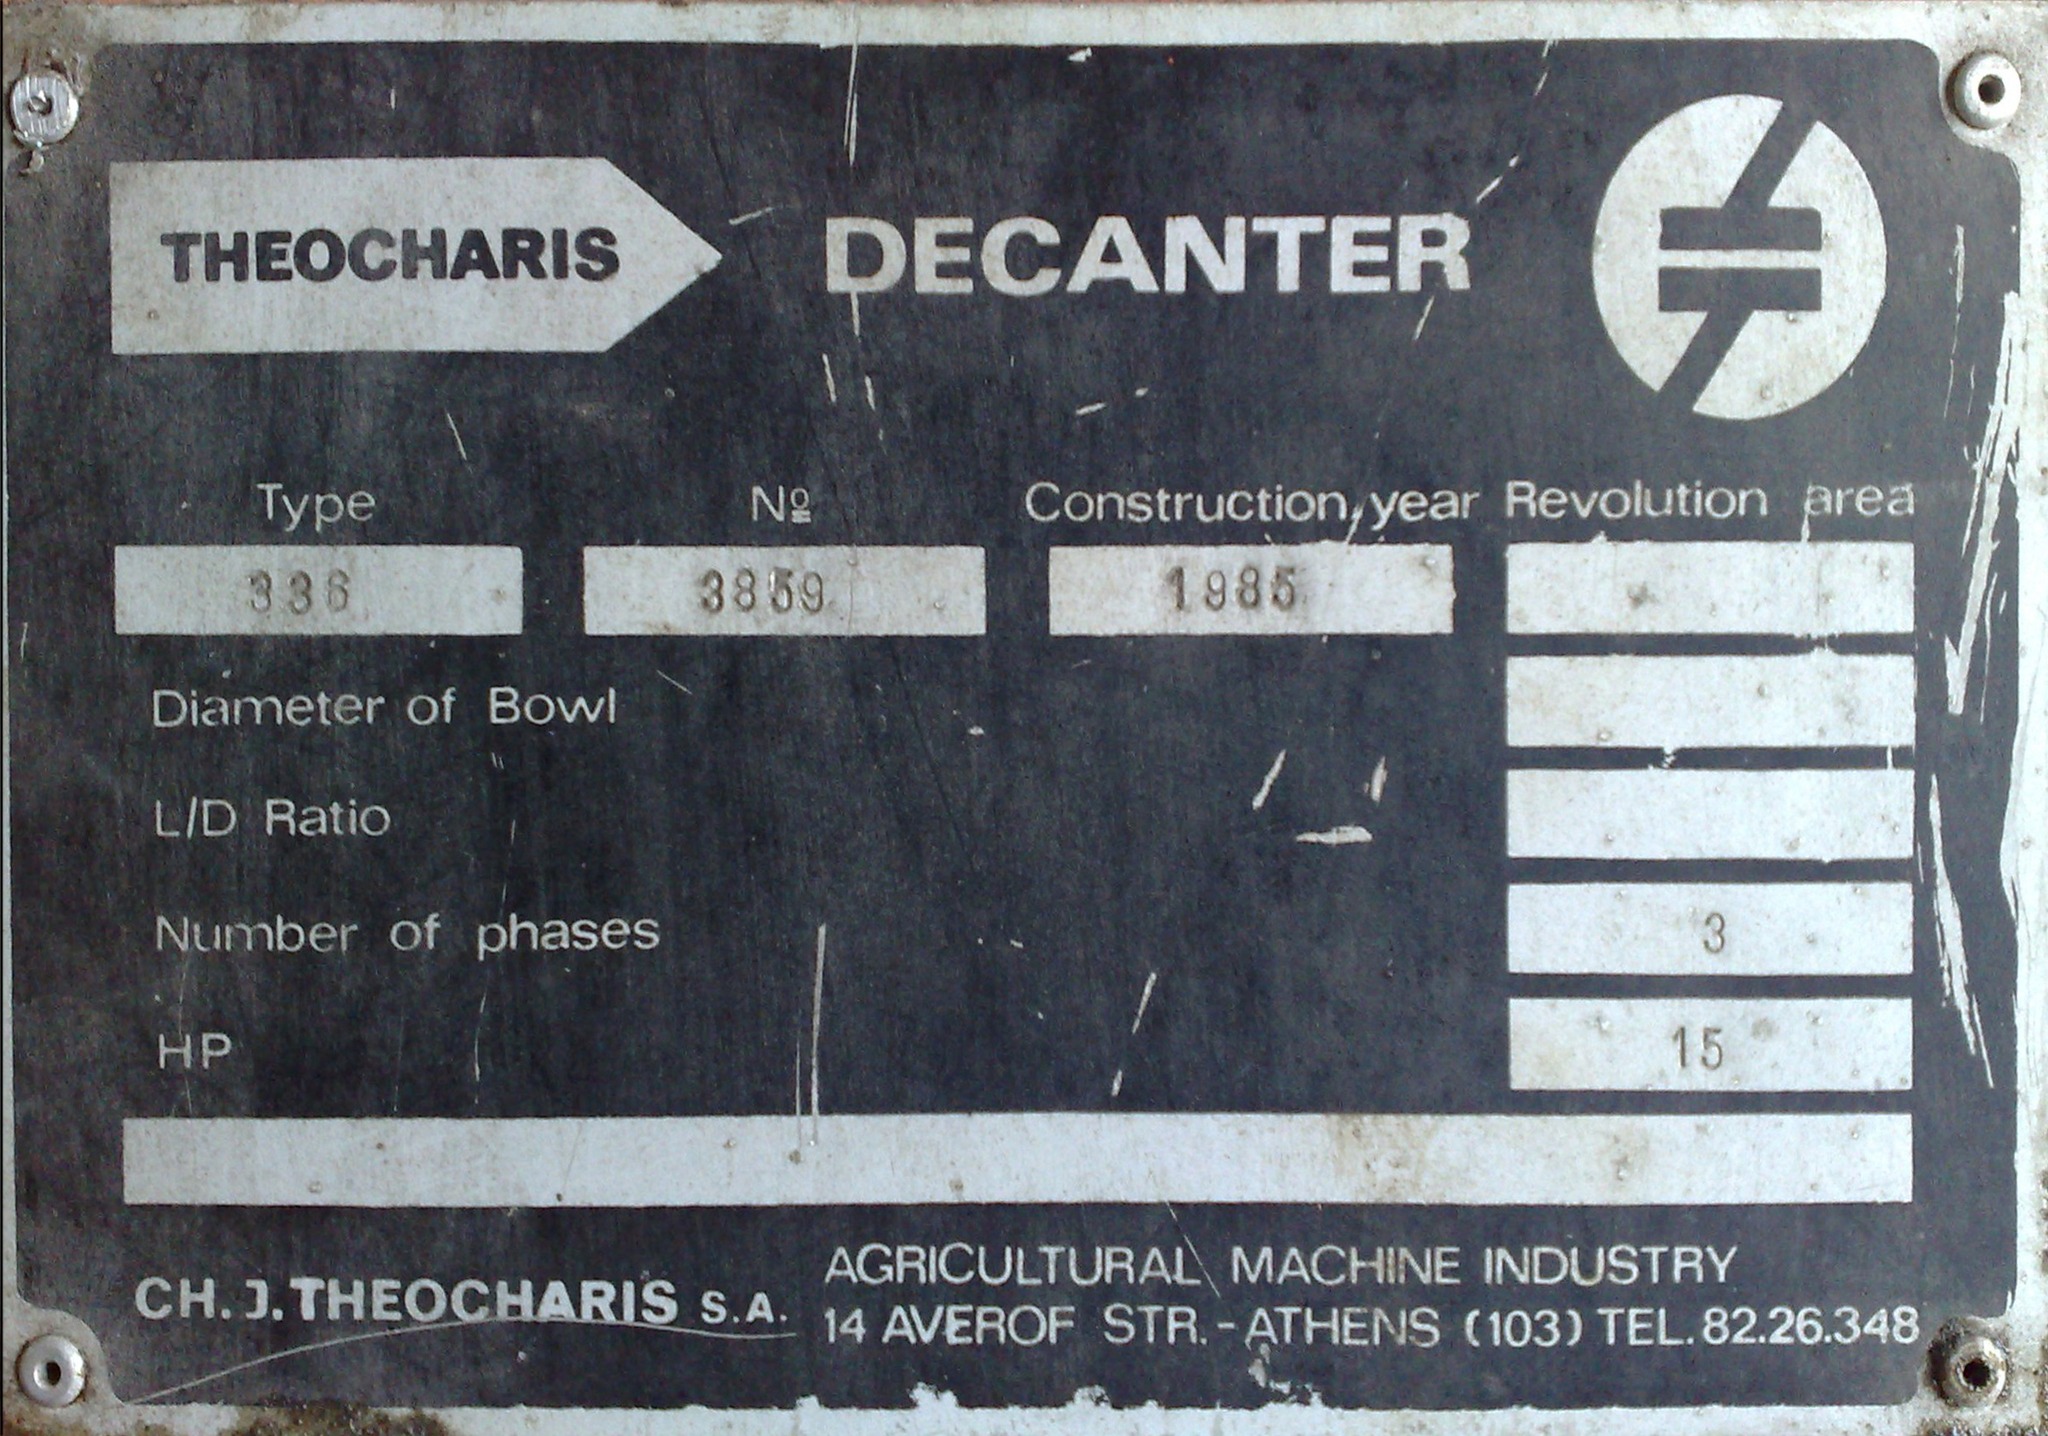 THEOCHARIS
DECANTER
Type Nº Construction year Revolution area
336 3859 1985
Diameter of Bowl
L/D Ratio
Number of phases 3
HP 15
CH. J. THEOCHARIS S.A.
AGRICULTURAL MACHINE INDUSTRY
14 AVEROF STR.-ATHENS (103) TEL. 82.26.348